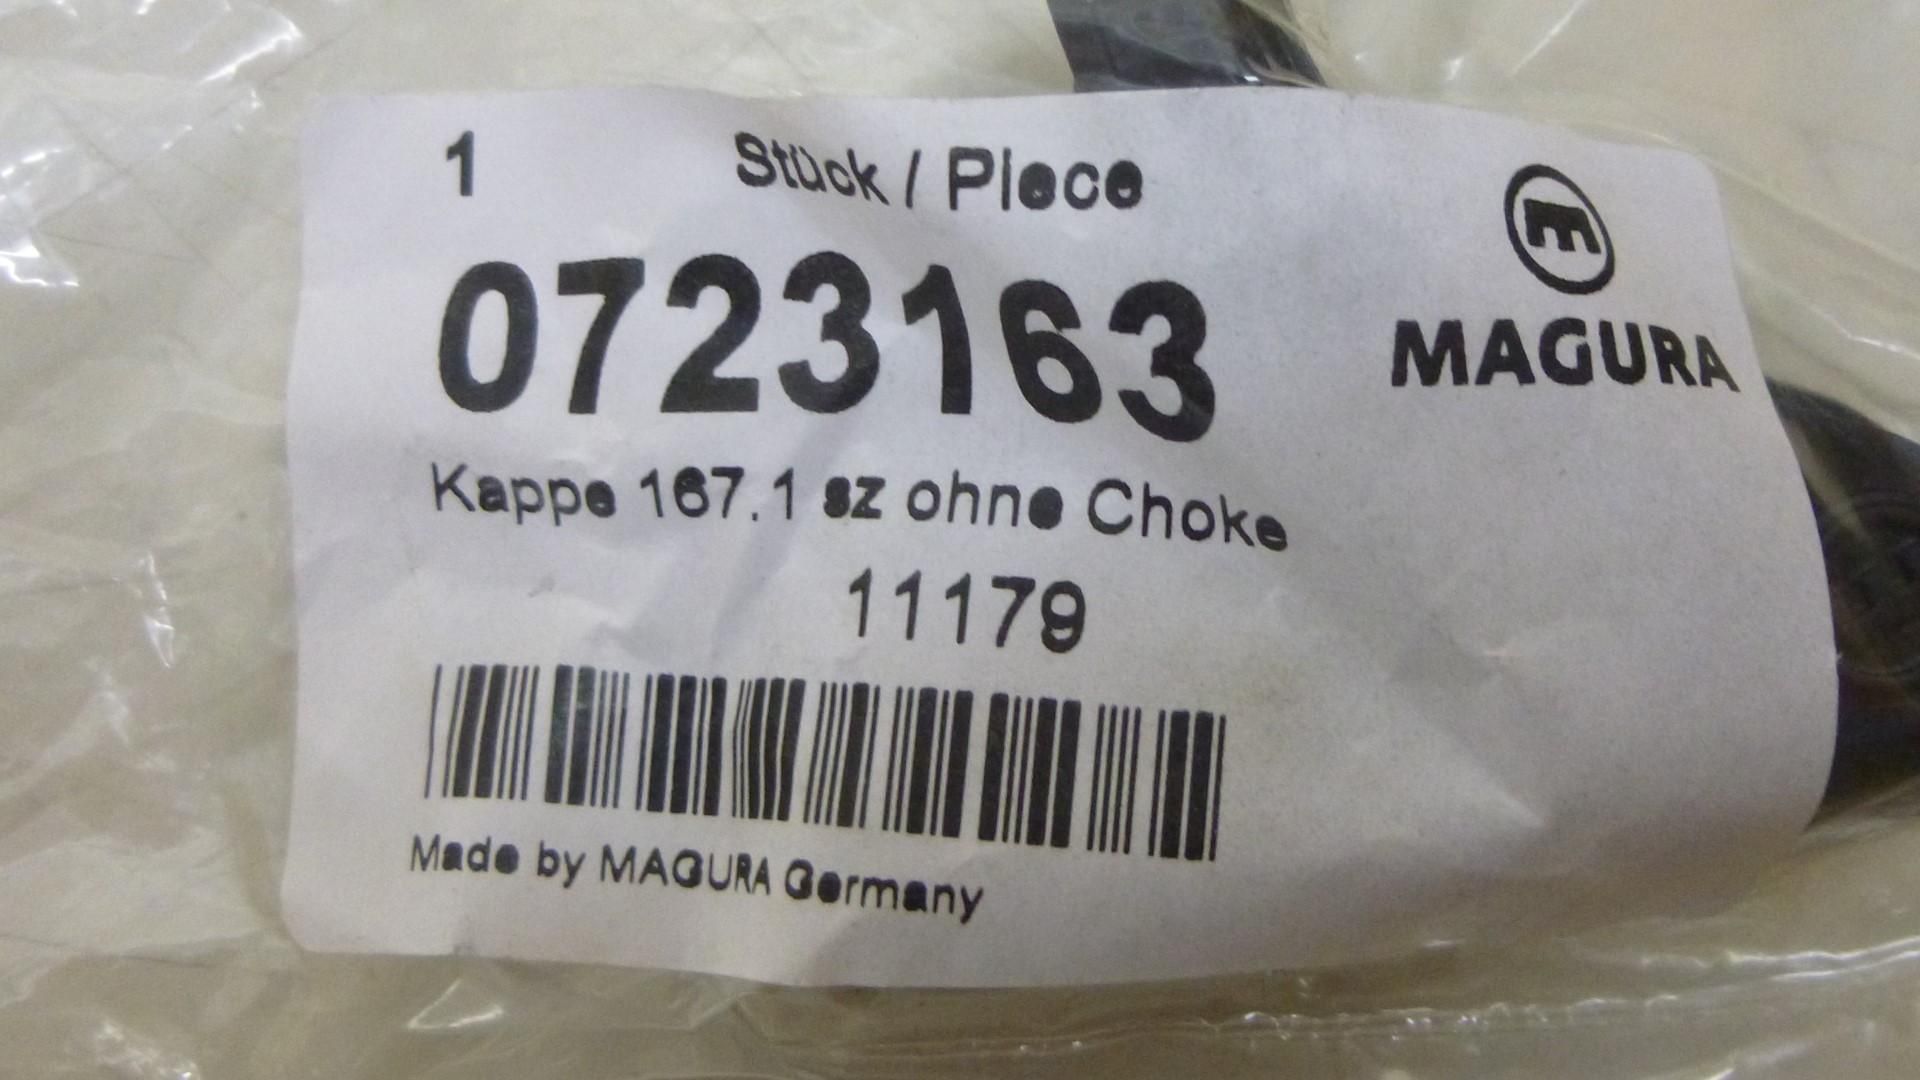 1 Stück / Piece
m
MAGURA
0723163
Kappe 167.1 sz ohne Choke
11179
Made by MAGURA Germany